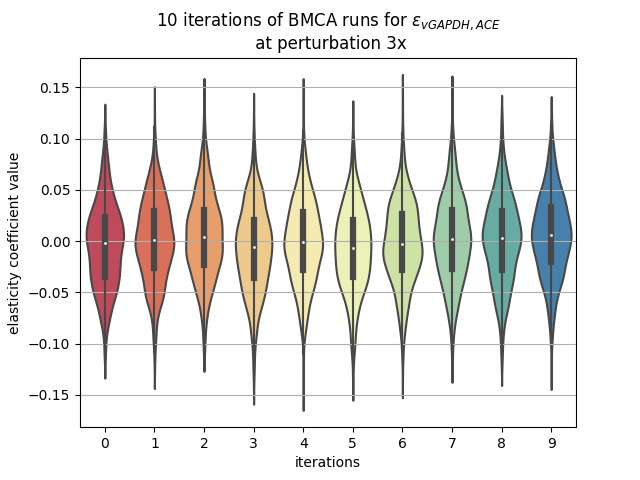 10 iterations of BMCA runs for ε_{vGAPDH, ACE}
at perturbation 3x
elasticity coefficient value
0.15
0.10
0.05
0.00
−0.05
−0.10
−0.15
0 1 2 3 4 5 6 7 8 9
iterations